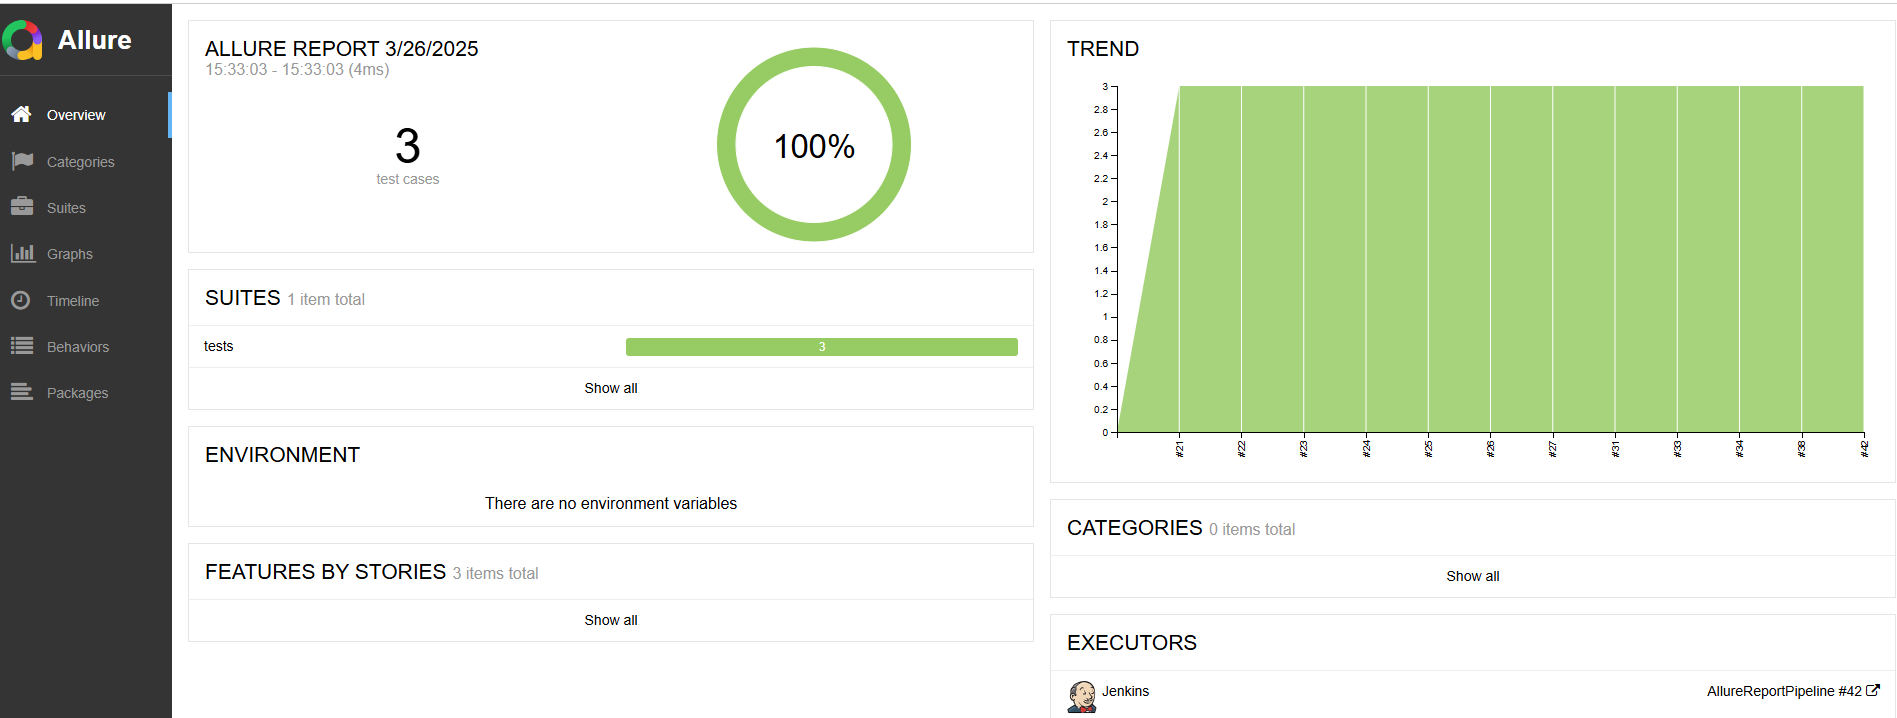 Allure
Overview
Categories
Suites
Graphs
Timeline
Behaviors
Packages
ALLURE REPORT 3/26/2025
15:33:03 - 15:33:03 (4ms)
3
test cases
100%
SUITES 1 item total
tests 3
Show all
ENVIRONMENT
There are no environment variables
FEATURES BY STORIES 3 items total
Show all
TREND
3
2.8
2.6
2.4
2.2
2
1.8
1.6
1.4
1.2
1
0.8
0.6
0.4
0.2
0
#21 #22 #23 #24 #25 #26 #27 #31 #33 #34 #38 #42
CATEGORIES 0 items total
Show all
EXECUTORS
Jenkins AllureReportPipeline #42